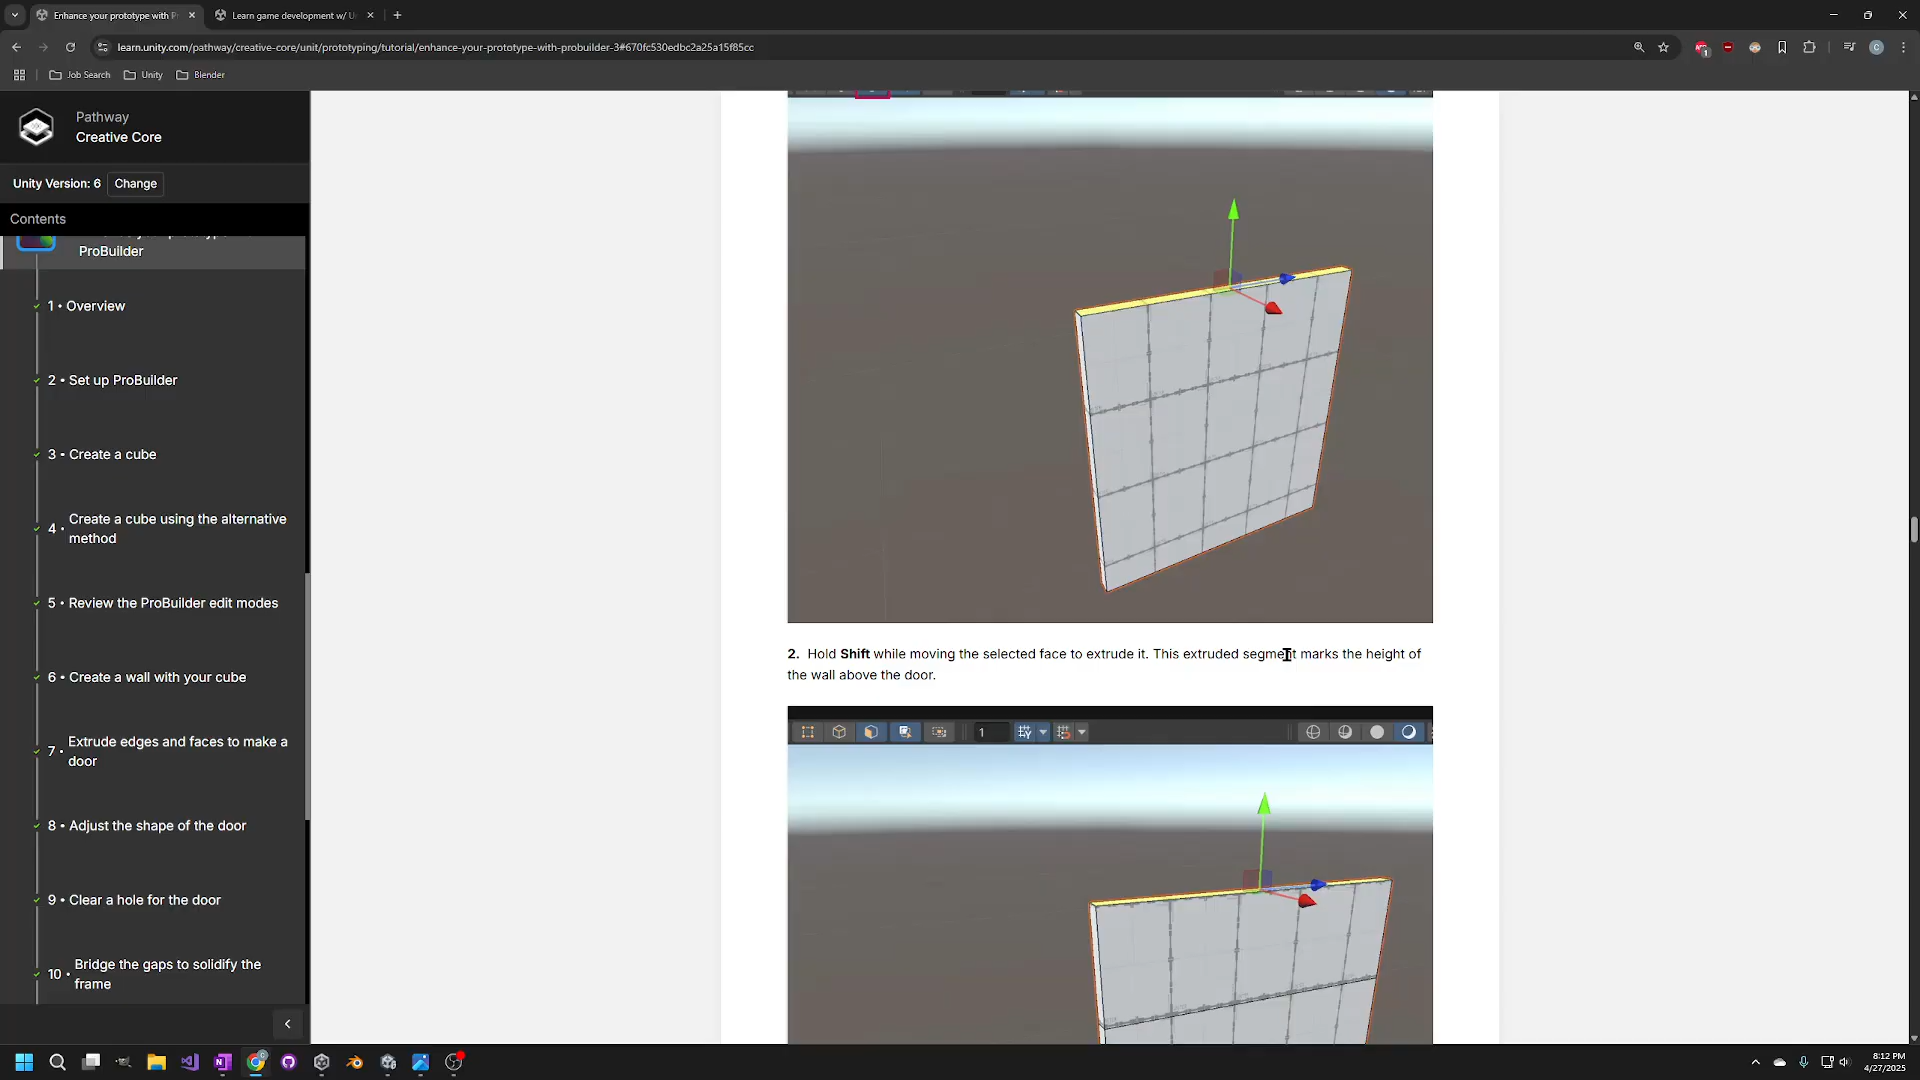 Enhance your prototype with P
Learn game development w/ U
learn.unity.com/pathway/creative-core/unit/prototyping/tutorial/enhance-your-prototype-with-probuilder-3#670fc530edbc2a25a15f85cc
Job Search
Unity
Blender
Pathway
Creative Core
Unity Version: 6
Change
Contents
ProBuilder
1 • Overview
2 • Set up ProBuilder
3 • Create a cube
4 • Create a cube using the alternative
method
5 • Review the ProBuilder edit modes
6 • Create a wall with your cube
7 • Extrude edges and faces to make a
door
8 • Adjust the shape of the door
9 • Clear a hole for the door
10 • Bridge the gaps to solidify the
frame
2. Hold Shift while moving the selected face to extrude it. This extruded segment marks the height of
the wall above the door.
1
8:12 PM
4/27/2025